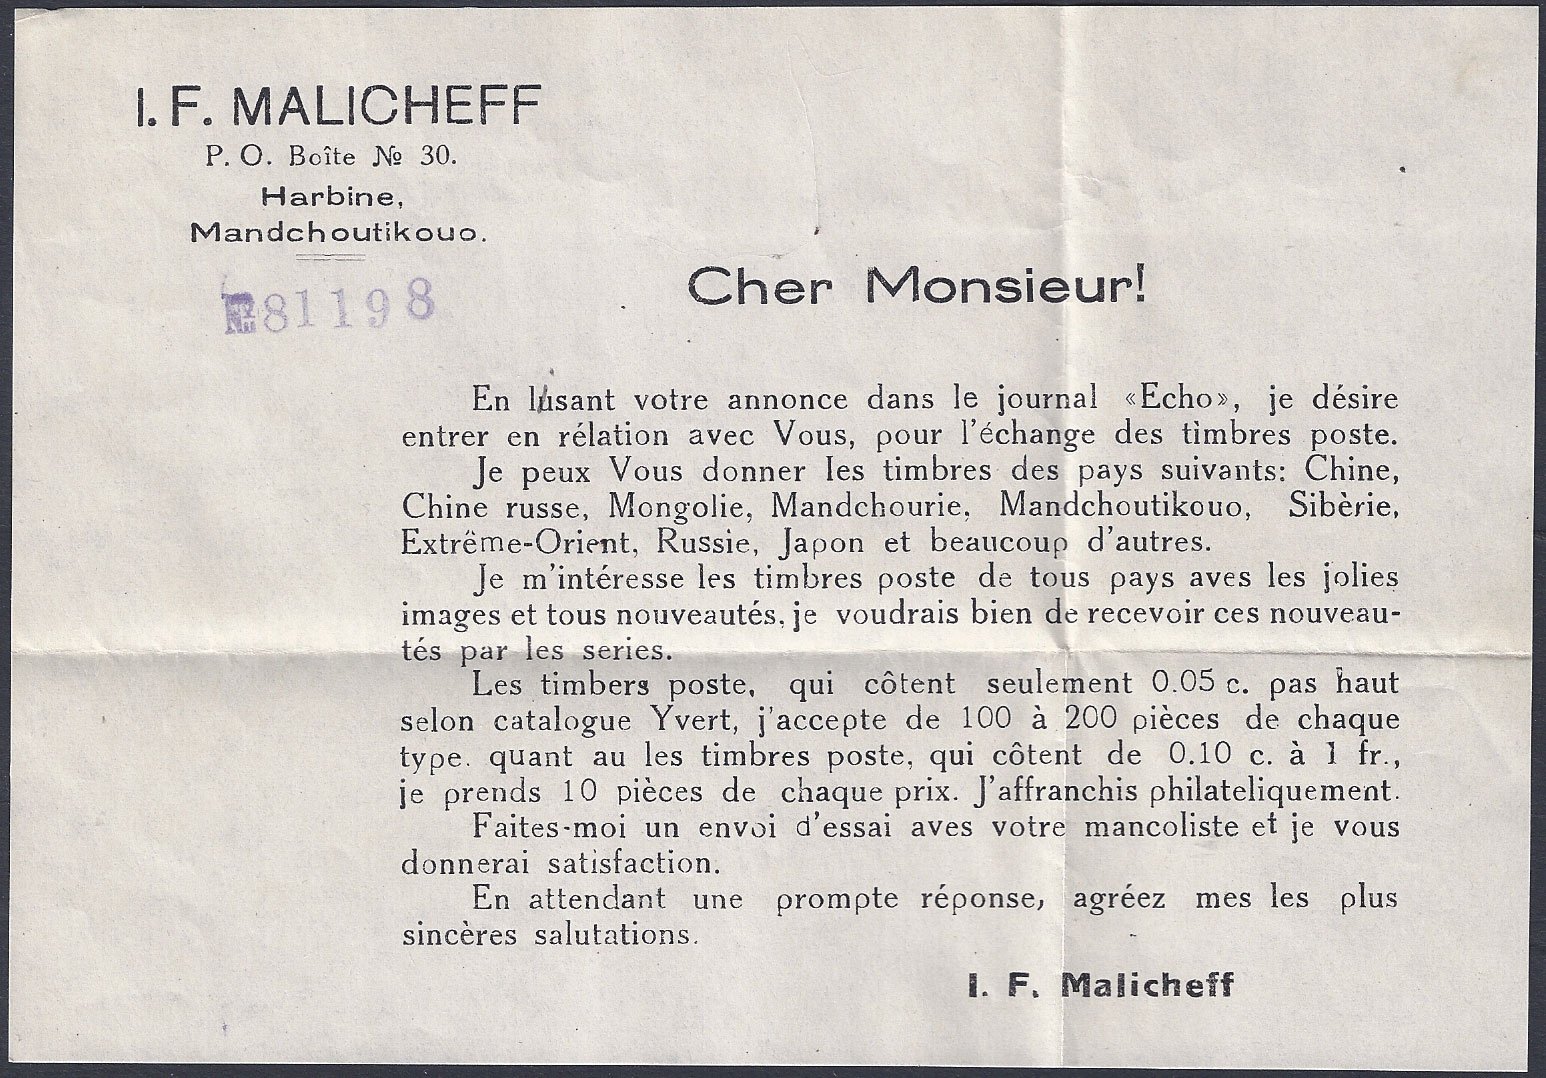 I. F. MALICHEFF
P. O. Boîte № 30.
Harbine,
Mandchoutikouo.
№81198
Cher Monsieur!
En lisant votre annonce dans le journal «Echo», je désire
entrer en rélation avec Vous, pour l'échange des timbres poste.
Je peux Vous donner les timbres des pays suivants: Chine,
Chine russe, Mongolie, Mandchourie, Mandchoutikouo, Sibèrie,
Extrëme-Orient, Russie, Japon et beaucoup d'autres.
Je m'intéresse les timbres poste de tous pays aves les jolies
images et tous nouveautés, je voudrais bien de recevoir ces nouveau-
tés par les series.
Les timbers poste, qui côtent seulement 0.05 c. pas haut
selon catalogue Yvert, j'accepte de 100 à 200 pièces de chaque
type. quant au les timbres poste, qui côtent de 0.10 c. à 1 fr.,
je prends 10 pièces de chaque prix. J'affranchis philateliquement.
Faites-moi un envoi d'essai aves votre mancoliste et je vous
donnerai satisfaction.
En attendant une prompte réponse, agréez mes les plus
sincères salutations.
I. F. Malicheff